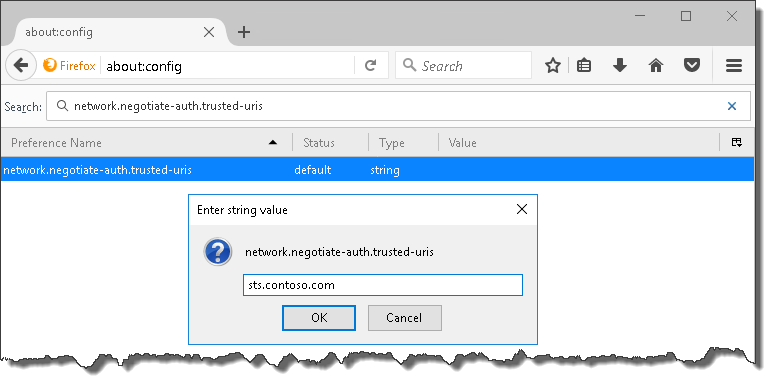 about:config
Firefox about:config Search
Search: network.negotiate-auth.trusted-uris
Preference Name Status Type Value
network.negotiate-auth.trusted-uris default string
Enter string value
network.negotiate-auth.trusted-uris
sts.contoso.com
OK Cancel